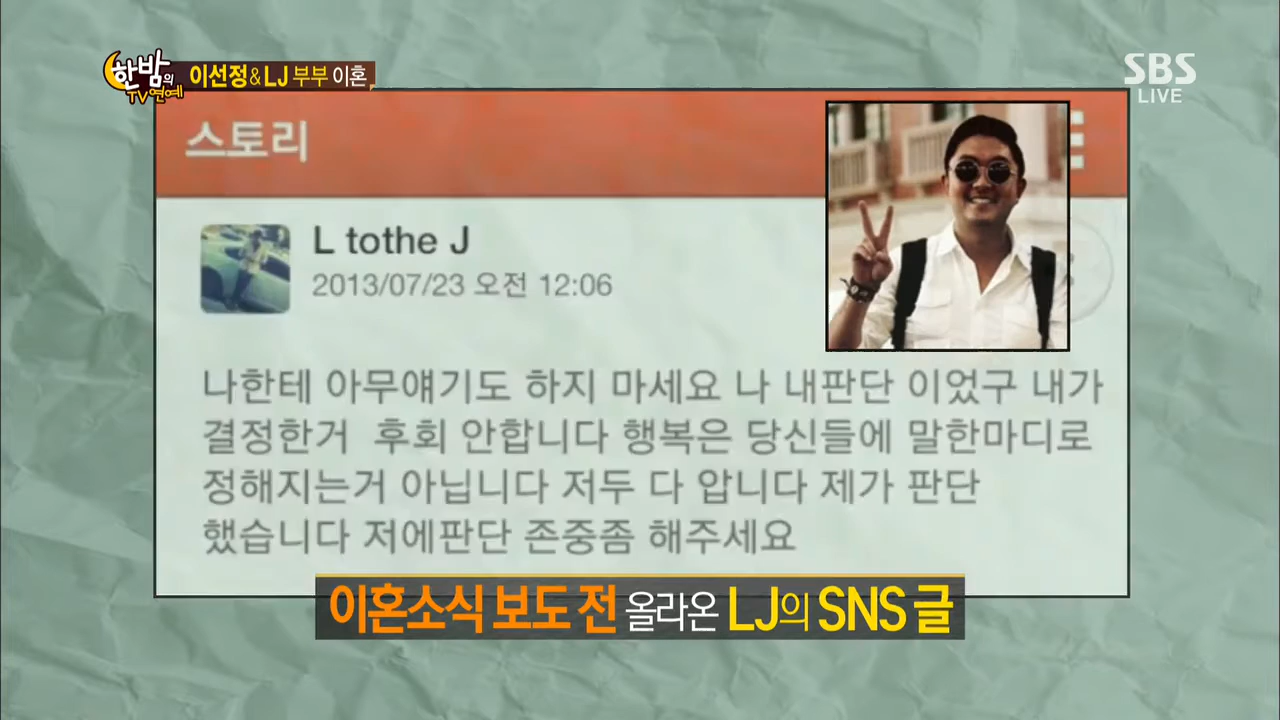 한밤의
TV연예
이선정&LJ 부부 이혼
SBS
LIVE
스토리
L tothe J
2013/07/23 오전 12:06
나한테 아무얘기도 하지 마세요 나 내판단 이었구 내가
결정한거 후회 안합니다 행복은 당신들에 말한마디로
정해지는거 아닙니다 저두 다 압니다 제가 판단
했습니다 저에판단 존중좀 해주세요
이혼소식 보도 전 올라온 LJ의 SNS 글